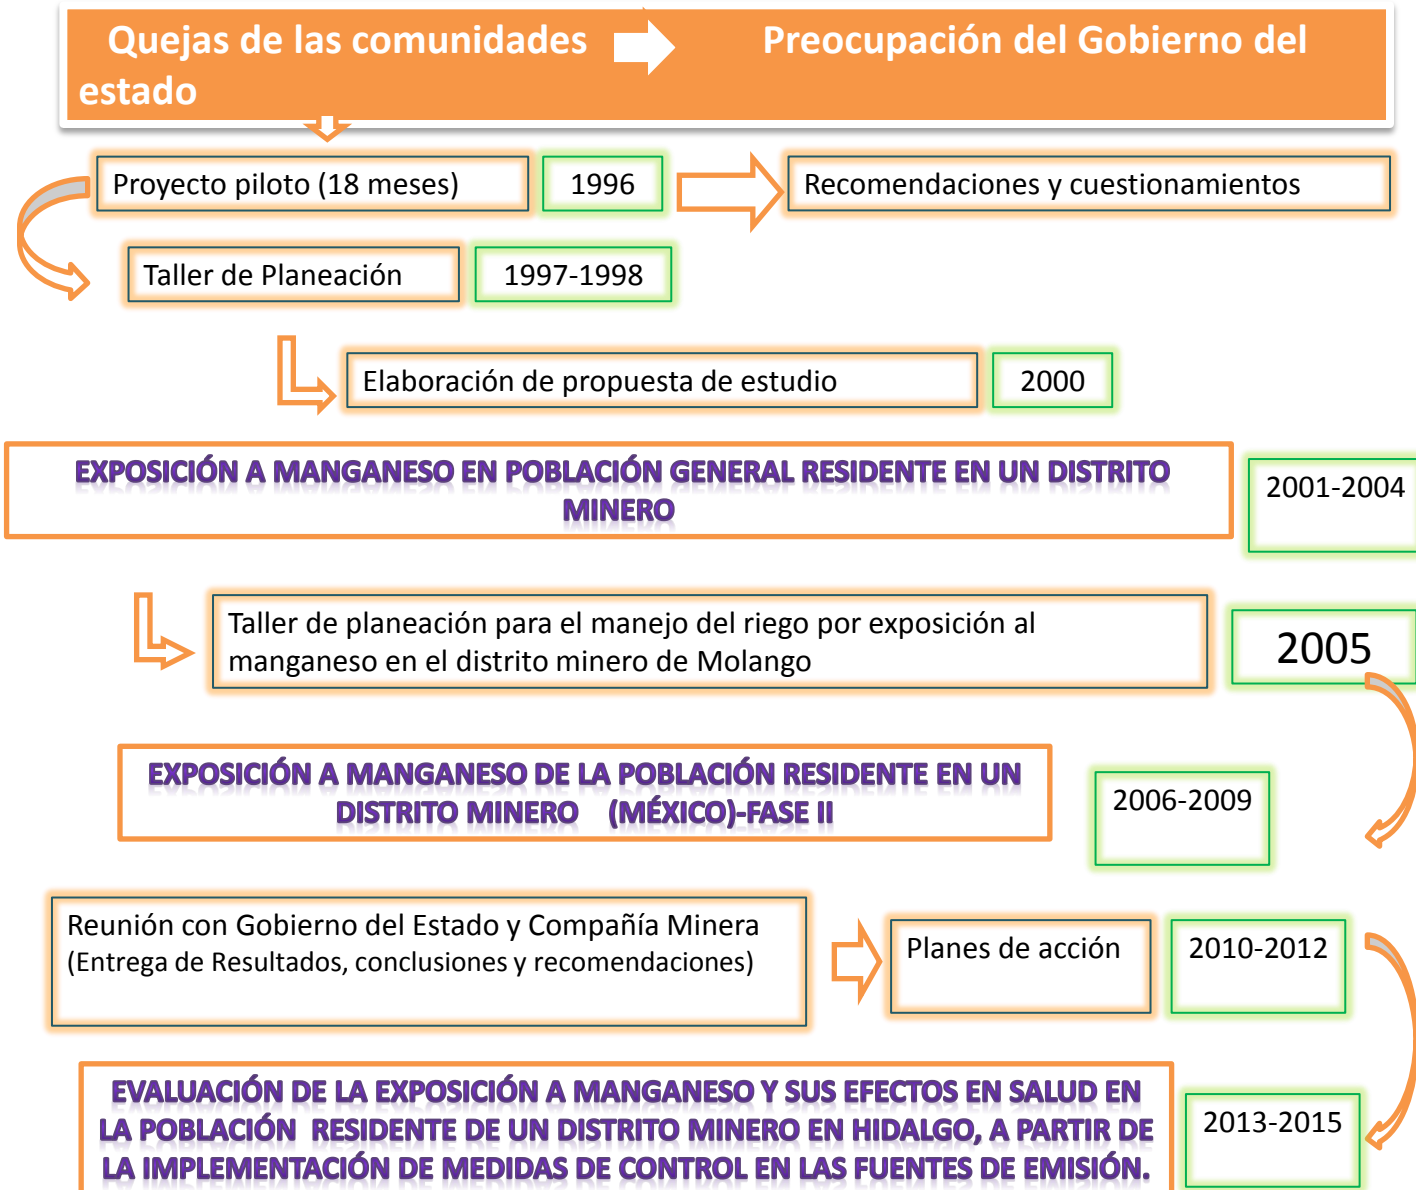 Quejas de las comunidades Preocupación del Gobierno del
estado
Proyecto piloto (18 meses) 1996 Recomendaciones y cuestionamientos
Taller de Planeación 1997-1998
Elaboración de propuesta de estudio 2000
EXPOSICIÓN A MANGANESO EN POBLACIÓN GENERAL RESIDENTE EN UN DISTRITO
MINERO
2001-2004
Taller de planeación para el manejo del riego por exposición al
manganeso en el distrito minero de Molango
2005
EXPOSICIÓN A MANGANESO DE LA POBLACIÓN RESIDENTE EN UN
DISTRITO MINERO (MÉXICO)-FASE II
2006-2009
Reunión con Gobierno del Estado y Compañía Minera
(Entrega de Resultados, conclusiones y recomendaciones)
Planes de acción 2010-2012
EVALUACIÓN DE LA EXPOSICIÓN A MANGANESO Y SUS EFECTOS EN SALUD EN
LA POBLACIÓN RESIDENTE DE UN DISTRITO MINERO EN HIDALGO, A PARTIR DE
LA IMPLEMENTACIÓN DE MEDIDAS DE CONTROL EN LAS FUENTES DE EMISIÓN.
2013-2015